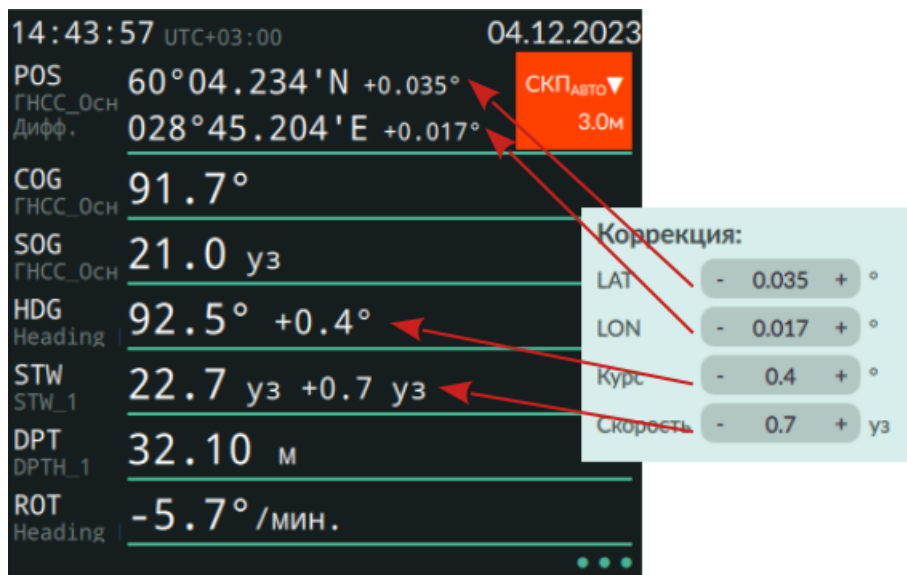 14:43:57 UTC+03:00 04.12.2023
POS 60°04.234'N +0.035° СКПАВТО▼
ГНСС_Осн
Дифф. 028°45.204'E +0.017° 3.0м
COG 91.7°
ГНСС_Осн
SOG 21.0 уз
ГНСС_Осн
HDG 92.5° +0.4°
Heading
STW 22.7 уз +0.7 уз
STW_1
DPT 32.10 м
DPTH_1
ROT -5.7°/мин.
Heading
Коррекция:
LAT - 0.035 + °
LON - 0.017 + °
Курс - 0.4 + °
Скорость - 0.7 + уз